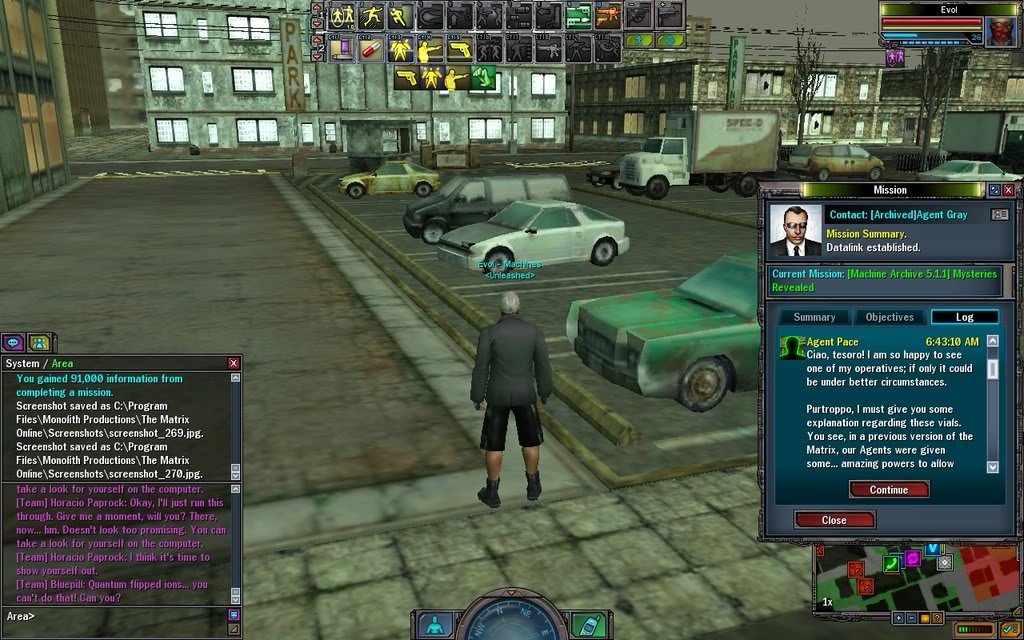 PARK
PARKING
SPEE-D
Evol
26
Evol - Machines
<Unleashed>
Mission
Contact: [Archived]Agent Gray
Mission Summary.
Datalink established.
Current Mission: [Machine Archive 5.1.1] Mysteries
Revealed
Summary Objectives Log
Agent Pace 6:43:10 AM
Ciao, tesoro! I am so happy to see
one of my operatives; if only it could
be under better circumstances.
Purtroppo, I must give you some
explanation regarding these vials.
You see, in a previous version of the
Matrix, our Agents were given
some... amazing powers to allow
Continue
Close
System / Area
You gained 91,000 information from
completing a mission.
Screenshot saved as C:\Program
Files\Monolith Productions\The Matrix
Online\Screenshots\screenshot_269.jpg.
Screenshot saved as C:\Program
Files\Monolith Productions\The Matrix
Online\Screenshots\screenshot_270.jpg.
take a look for yourself on the computer.
[Team] Horacio Paprock: Okay, I'll just run this
through. Give me a moment, will you? There,
now... hm. Doesn't look too promising. You can
take a look for yourself on the computer.
[Team] Horacio Paprock: I think it's time to
show yourself out.
[Team] Bluepill: Quantum flipped ions... you
can't do that! Can you?
Area>
NW N NE E
1x